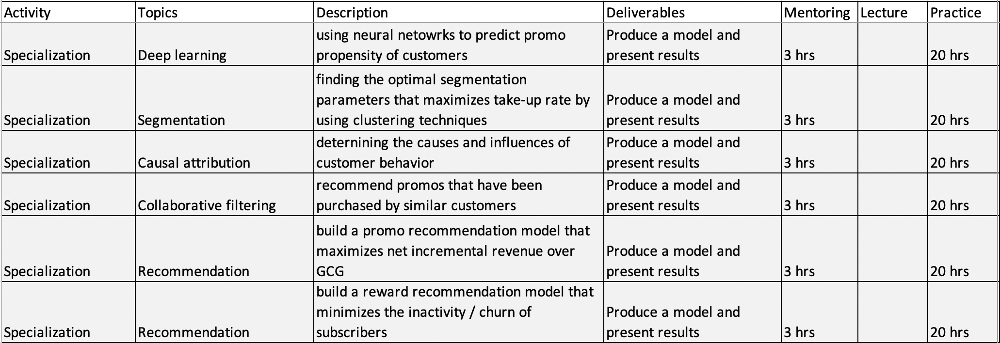 Activity Topics Description Deliverables Mentoring Lecture Practice
using neural netowrks to predict promo Produce a model and
Specialization Deep learning propensity of customers present results 3 hrs 20 hrs
finding the optimal segmentation
parameters that maximizes take-up rate by Produce a model and
Specialization Segmentation using clustering techniques present results 3 hrs 20 hrs
deternining the causes and influences of Produce a model and
Specialization Causal attribution customer behavior present results 3 hrs 20 hrs
recommend promos that have been Produce a model and
Specialization Collaborative filtering purchased by similar customers present results 3 hrs 20 hrs
build a promo recommendation model that
maximizes net incremental revenue over Produce a model and
Specialization Recommendation GCG present results 3 hrs 20 hrs
build a reward recommendation model that
minimizes the inactivity / churn of Produce a model and
Specialization Recommendation subscribers present results 3 hrs 20 hrs